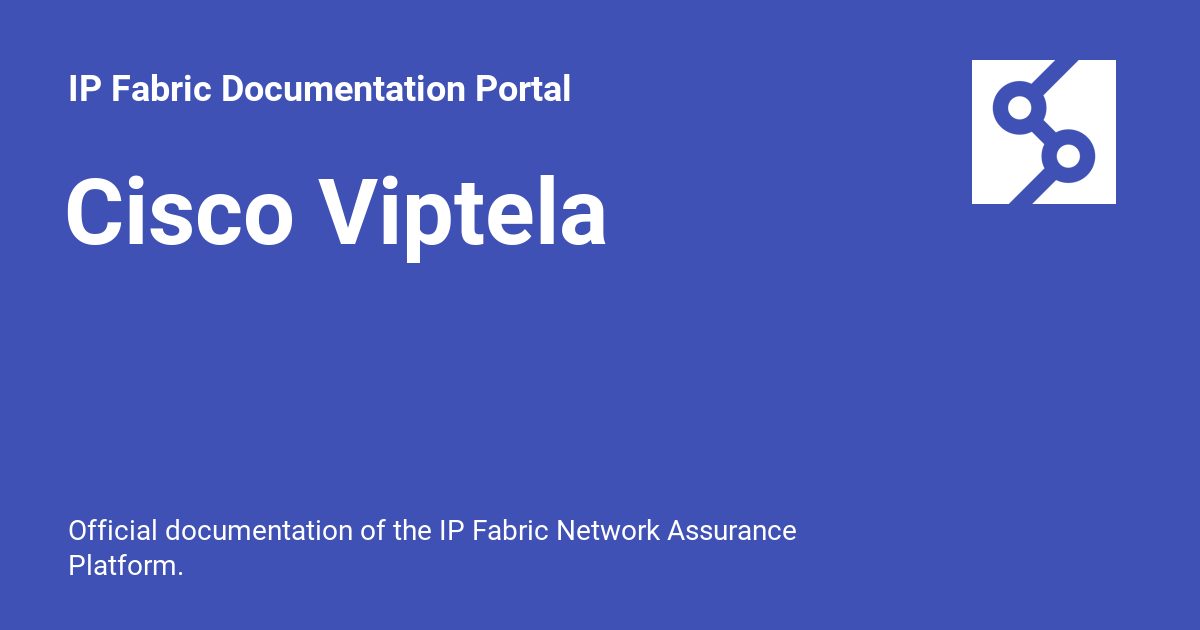 IP Fabric Documentation Portal
Cisco Viptela
Official documentation of the IP Fabric Network Assurance
Platform.